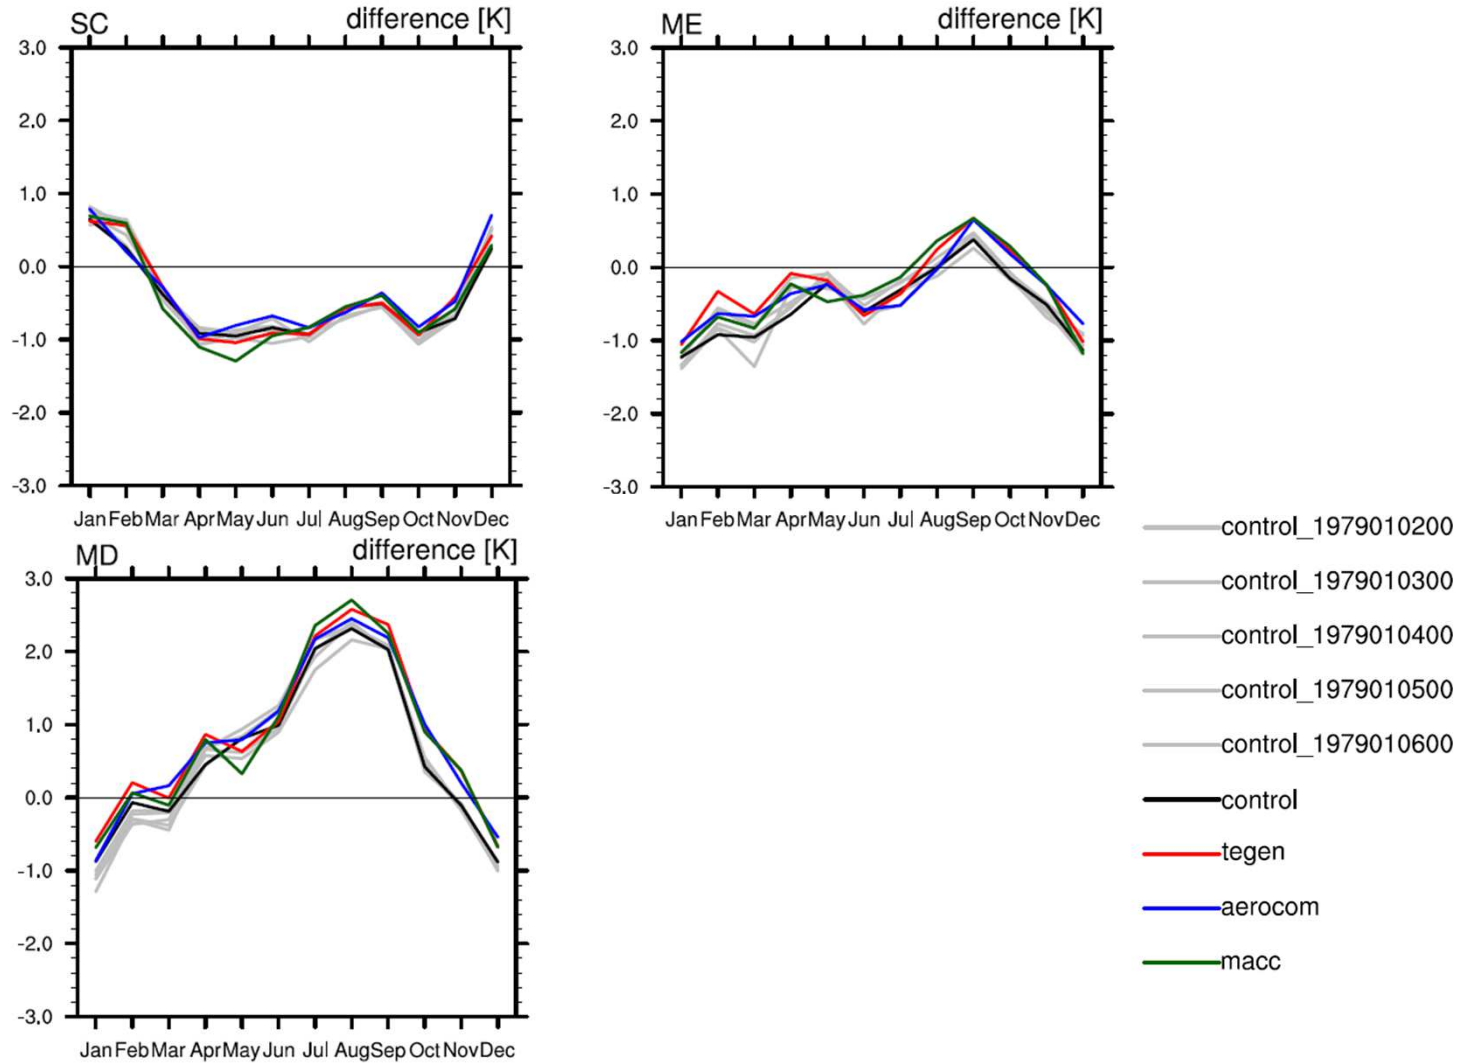 SC difference [K]
3.0
2.0
1.0
0.0
-1.0
-2.0
-3.0
Jan Feb Mar Apr May Jun Jul Aug Sep Oct Nov Dec
ME difference [K]
3.0
2.0
1.0
0.0
-1.0
-2.0
-3.0
Jan Feb Mar Apr May Jun Jul Aug Sep Oct Nov Dec
MD difference [K]
3.0
2.0
1.0
0.0
-1.0
-2.0
-3.0
Jan Feb Mar Apr May Jun Jul Aug Sep Oct Nov Dec
control_1979010200
control_1979010300
control_1979010400
control_1979010500
control_1979010600
control
tegen
aerocom
macc